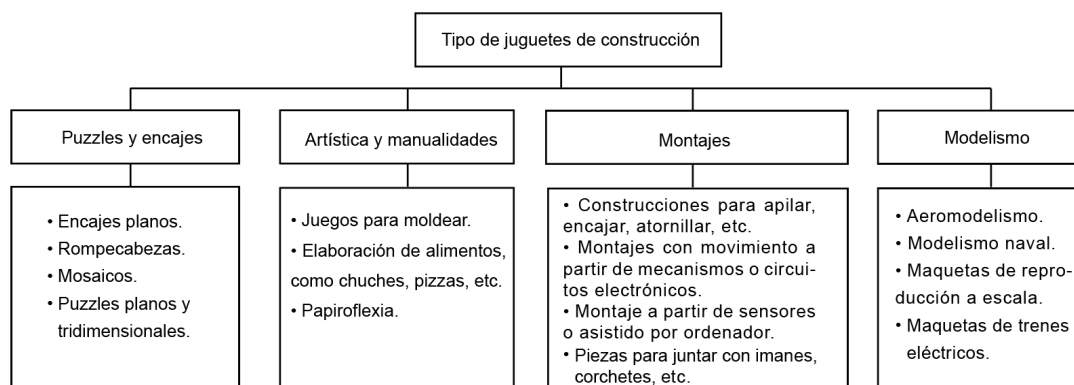 Tipo de juguetes de construcción
Puzzles y encajes
Artística y manualidades
Montajes
Modelismo
• Encajes planos.
• Rompecabezas.
• Mosaicos.
• Puzzles planos y
tridimensionales.
• Juegos para moldear.
• Elaboración de alimentos,
como chuches, pizzas, etc.
• Papiroflexia.
• Construcciones para apilar,
encajar, atornillar, etc.
• Montajes con movimiento a
partir de mecanismos o circui-
tos electrónicos.
• Montaje a partir de sensores
o asistido por ordenador.
• Piezas para juntar con imanes,
corchetes, etc.
• Aeromodelismo.
• Modelismo naval.
• Maquetas de repro-
ducción a escala.
• Maquetas de trenes
eléctricos.